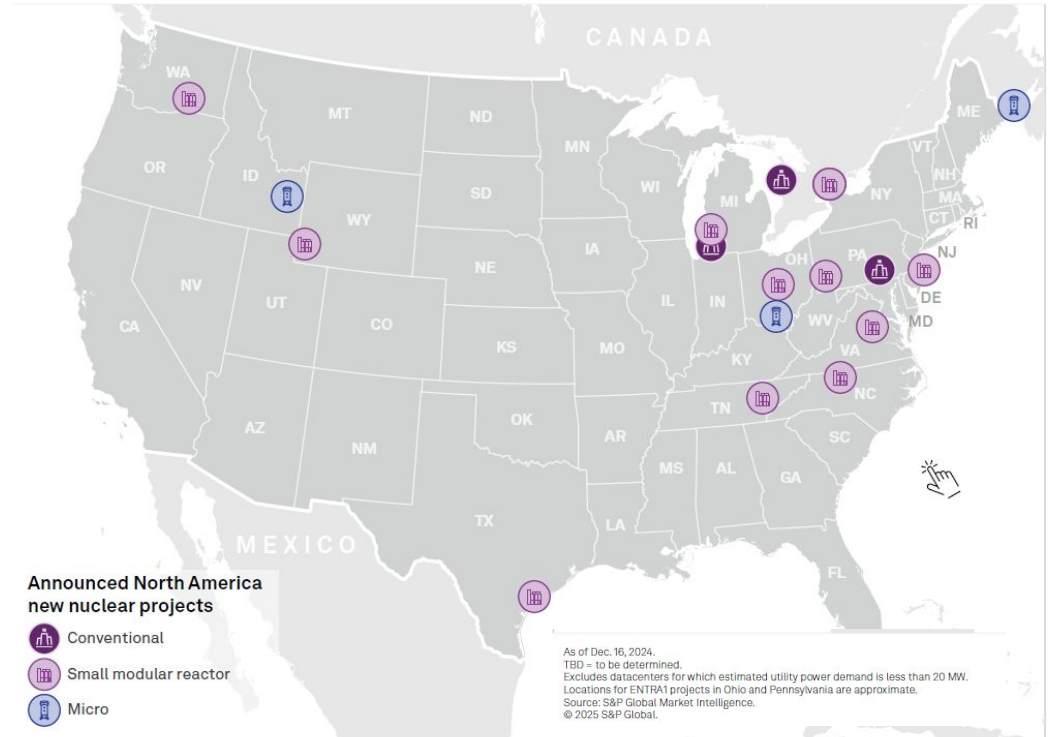 CANADA
WA
MT
ND
ME
MN
VT
OR
ID
NH
SD
WI
MI
NY
MA
WY
CT
RI
IA
PA
NJ
NE
OH
NV
IL
IN
DE
UT
WV
MD
CA
CO
KS
MO
KY
VA
NC
TN
OK
AZ
AR
SC
NM
MS
AL
GA
TX
LA
MEXICO
FL
Announced North America
new nuclear projects
Conventional
Small modular reactor
Micro
As of Dec. 16, 2024.
TBD = to be determined.
Excludes datacenters for which estimated utility power demand is less than 20 MW.
Locations for ENTRA1 projects in Ohio and Pennsylvania are approximate.
Source: S&P Global Market Intelligence.
© 2025 S&P Global.